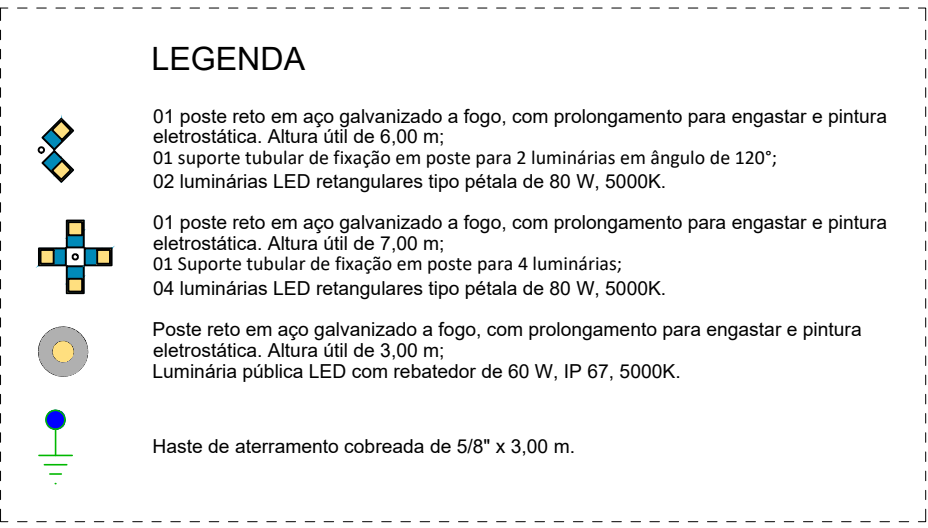 LEGENDA
01 poste reto em aço galvanizado a fogo, com prolongamento para engastar e pintura
eletrostática. Altura útil de 6,00 m;
01 suporte tubular de fixação em poste para 2 luminárias em ângulo de 120°;
02 luminárias LED retangulares tipo pétala de 80 W, 5000K.
01 poste reto em aço galvanizado a fogo, com prolongamento para engastar e pintura
eletrostática. Altura útil de 7,00 m;
01 Suporte tubular de fixação em poste para 4 luminárias;
04 luminárias LED retangulares tipo pétala de 80 W, 5000K.
Poste reto em aço galvanizado a fogo, com prolongamento para engastar e pintura
eletrostática. Altura útil de 3,00 m;
Luminária pública LED com rebatedor de 60 W, IP 67, 5000K.
Haste de aterramento cobreada de 5/8" x 3,00 m.